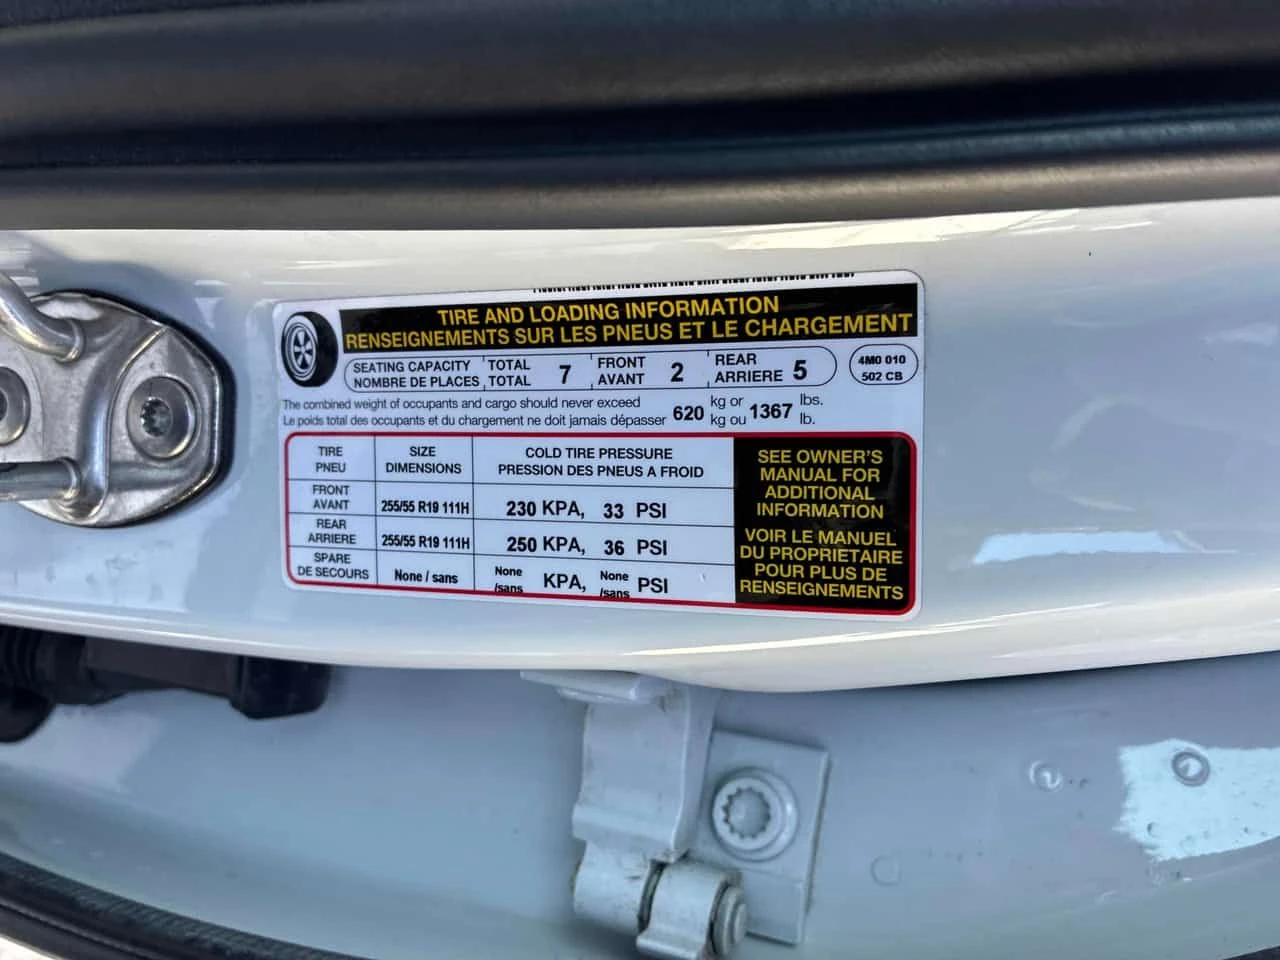 TIRE AND LOADING INFORMATION
RENSEIGNEMENTS SUR LES PNEUS ET LE CHARGEMENT
SEATING CAPACITY TOTAL 7 FRONT 2 REAR 5
NOMBRE DE PLACES TOTAL AVANT ARRIERE
4M0 010
502 CB
The combined weight of occupants and cargo should never exceed 620 kg or 1367 lbs.
Le poids total des occupants et du chargement ne doit jamais dépasser kg ou lb.
TIRE SIZE COLD TIRE PRESSURE
PNEU DIMENSIONS PRESSION DES PNEUS A FROID
FRONT
AVANT 255/55 R19 111H 230 KPA, 33 PSI
REAR
ARRIERE 255/55 R19 111H 250 KPA, 36 PSI
SPARE
DE SECOURS None / sans None /sans KPA, None /sans PSI
SEE OWNER'S
MANUAL FOR
ADDITIONAL
INFORMATION
VOIR LE MANUEL
DU PROPRIÉTAIRE
POUR PLUS DE
RENSEIGNEMENTS